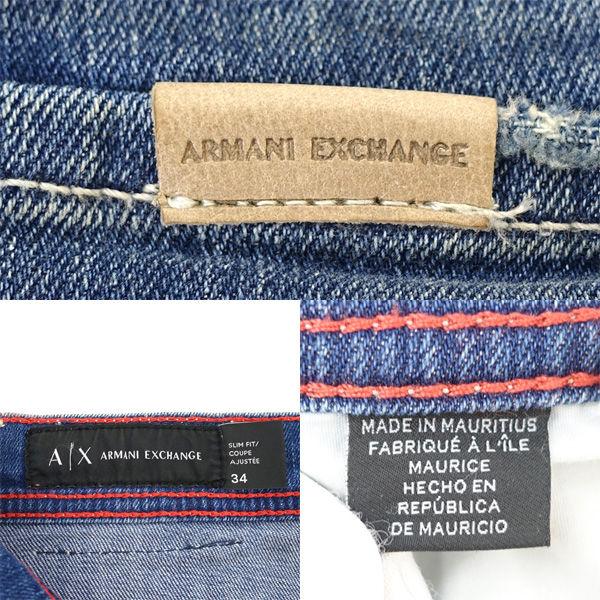 ARMANI EXCHANGE
A|X ARMANI EXCHANGE
SLIM FIT/
COUPE
AJUSTÉE
34
MADE IN MAURITIUS
FABRIQUÉ À L'ÎLE
MAURICE
HECHO EN
REPÚBLICA
DE MAURICIO